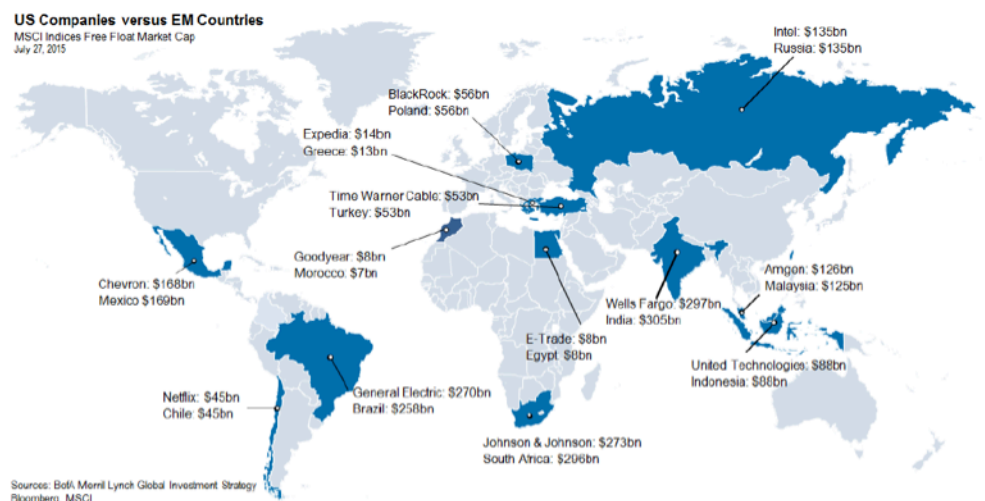 US Companies versus EM Countries
MSCI Indices Free Float Market Cap
July 27, 2015
Intel: $135bn
Russia: $135bn
BlackRock: $56bn
Poland: $56bn
Expedia: $14bn
Greece: $13bn
Time Warner Cable: $53bn
Turkey: $53bn
Goodyear: $8bn
Morocco: $7bn
Chevron: $168bn
Mexico $169bn
Amgen: $126bn
Malaysia: $125bn
Wells Fargo: $297bn
India: $305bn
E-Trade: $8bn
Egypt: $8bn
United Technologies: $88bn
Indonesia: $88bn
Netflix: $45bn
Chile: $45bn
General Electric: $270bn
Brazil: $258bn
Johnson & Johnson: $273bn
South Africa: $296bn
Sources: BofA Merrill Lynch Global Investment Strategy
Bloomberg, MSCI